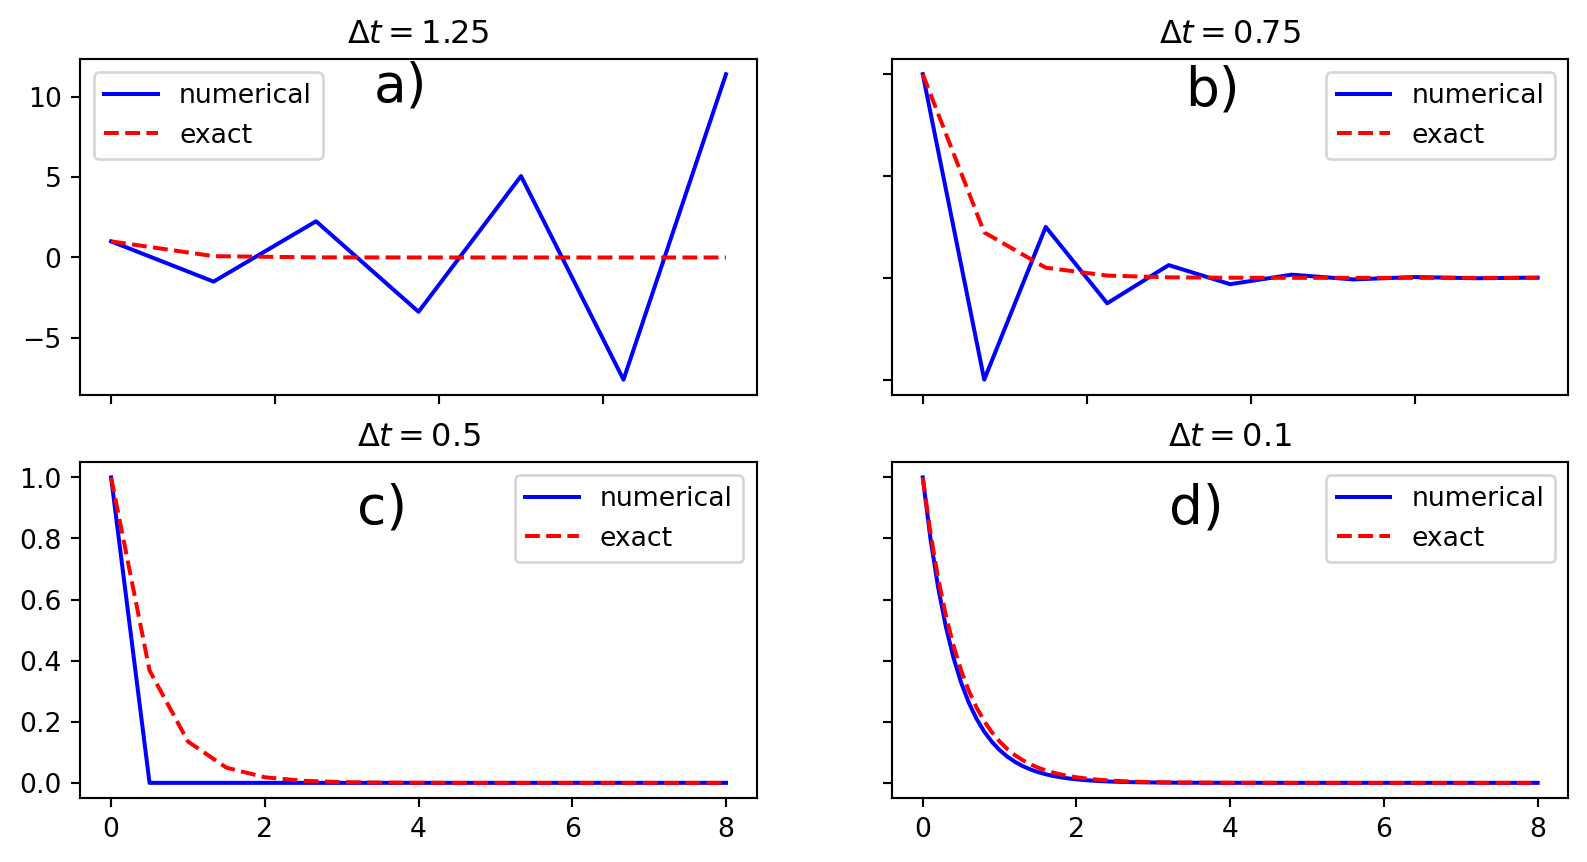 Δt = 1.25
a)
numerical
exact
10
5
0
−5
Δt = 0.75
b)
numerical
exact
Δt = 0.5
c)
numerical
exact
1.0
0.8
0.6
0.4
0.2
0.0
0 2 4 6 8
Δt = 0.1
d)
numerical
exact
0 2 4 6 8